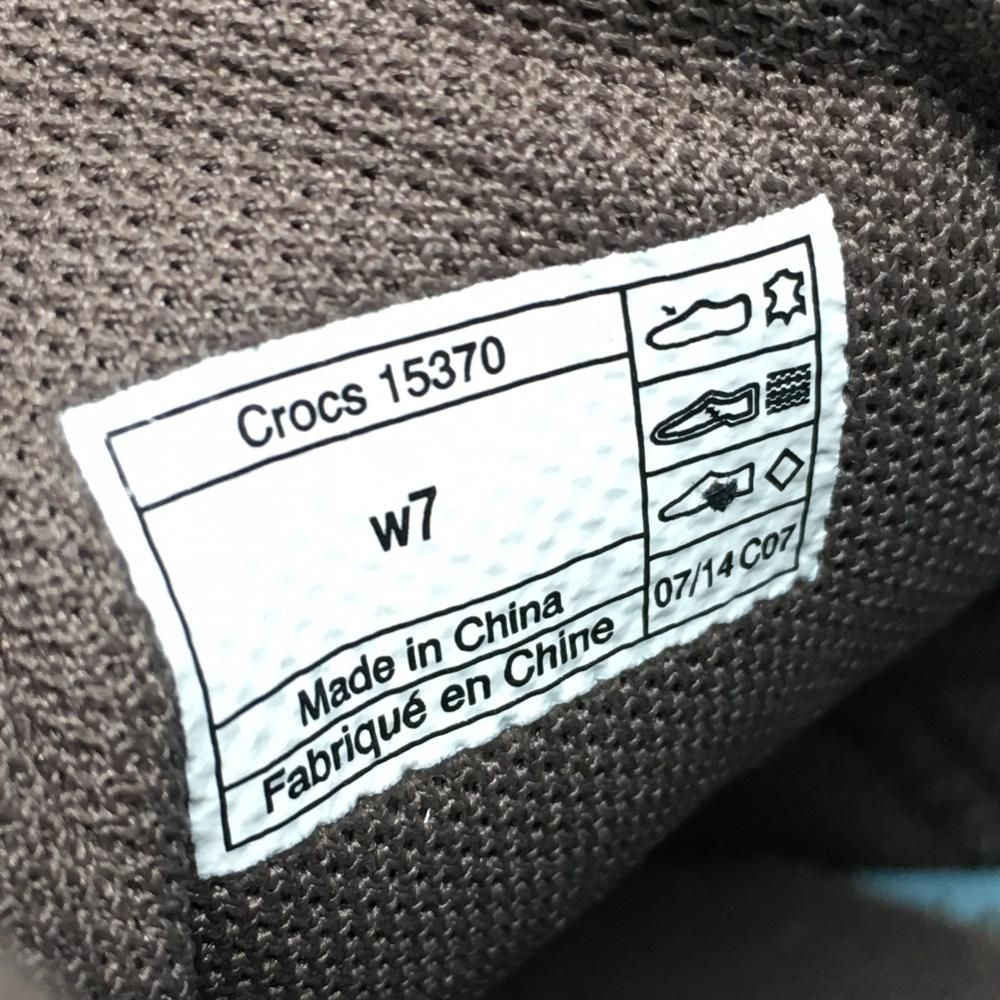 Crocs 15370
w7
Made in China
Fabriqué en Chine
07/14 C07